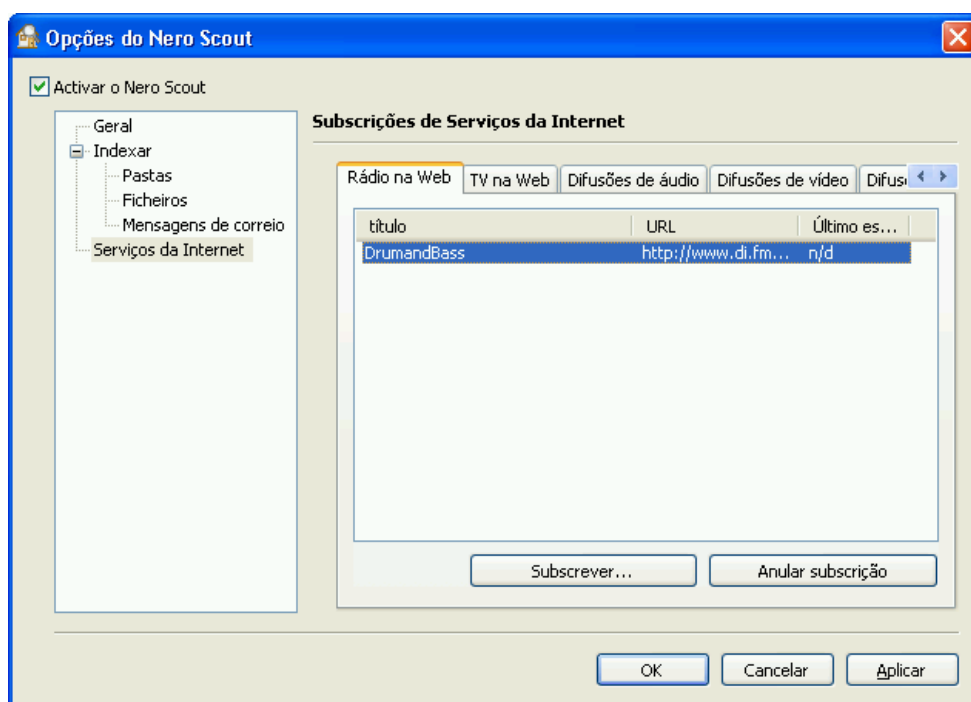 Opções do Nero Scout
Activar o Nero Scout
Geral
Indexar
Pastas
Ficheiros
Mensagens de correio
Serviços da Internet
Subscrições de Serviços da Internet
Rádio na Web TV na Web Difusões de áudio Difusões de vídeo
título URL Último es...
DrumandBass http://www.di.fm... n/d
Subscrever... Anular subscrição
OK Cancelar Aplicar